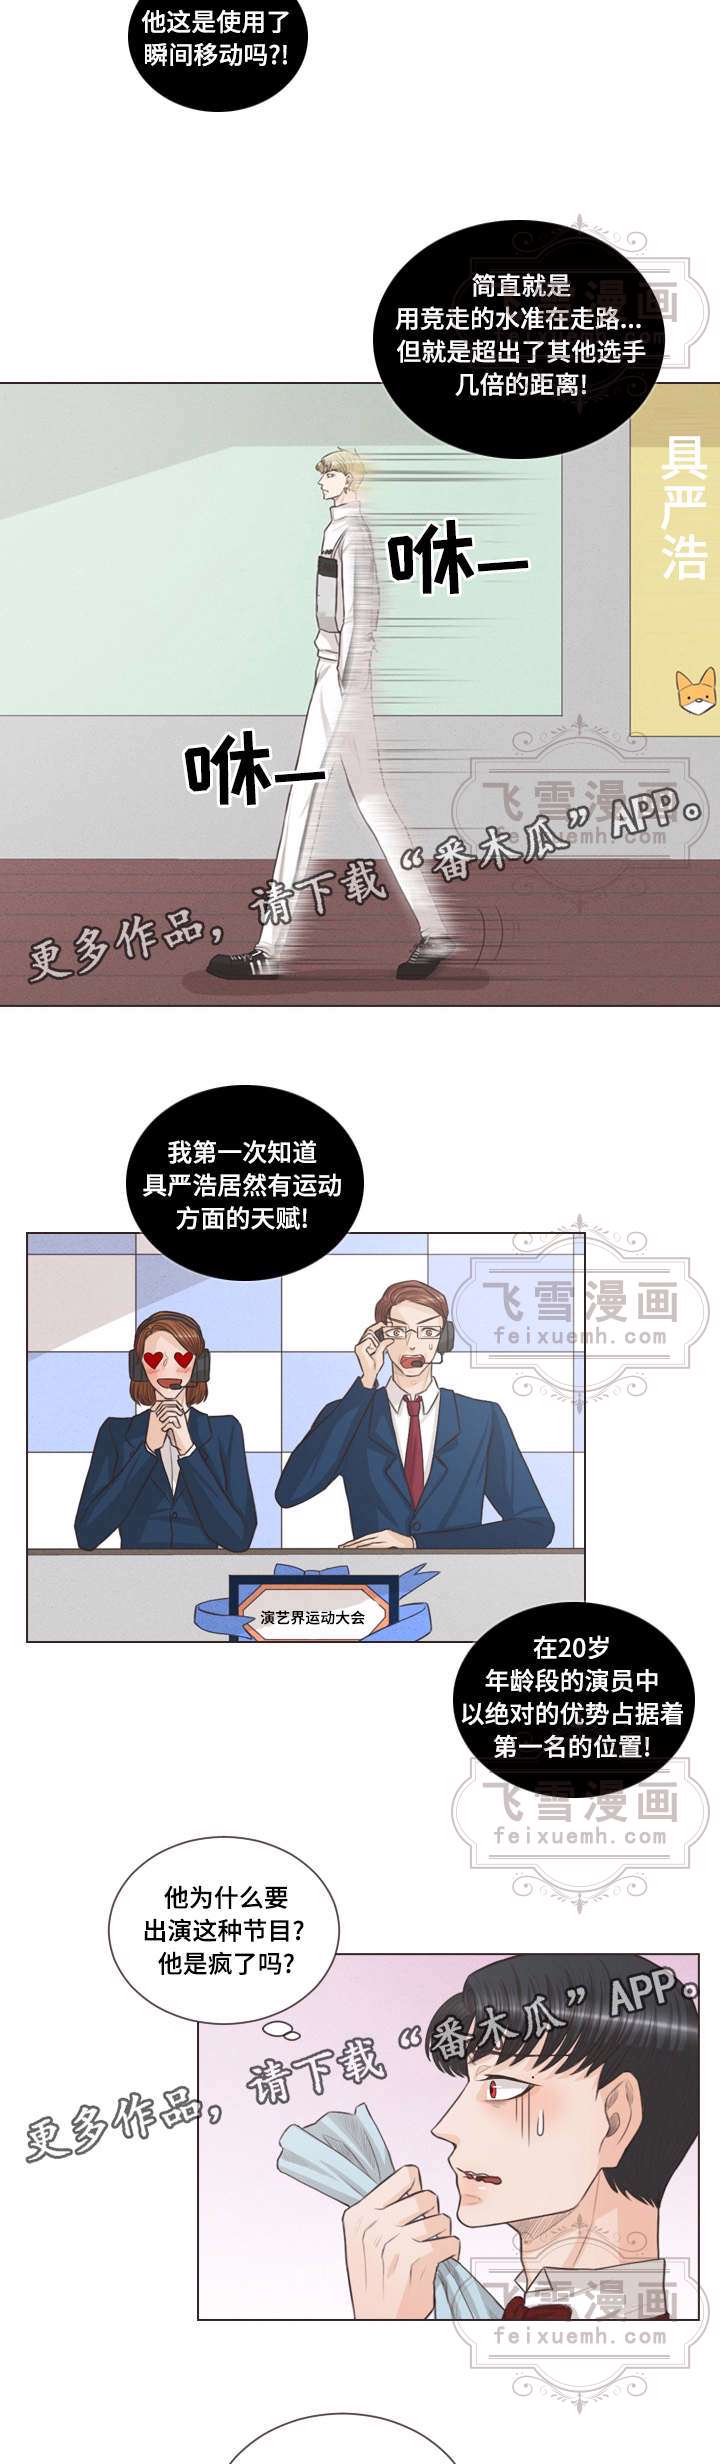 他这是使用了
瞬间移动吗?!
飞雪漫画
feixuemh.com
简直就是
用竞走的水准在走路...
但就是超出了其他选手
几倍的距离!
具严浩
咻—
咻—
飞雪漫画
feixuemh.com
更多作品，请下载“番木瓜”APP。
我第一次知道
具严浩居然有运动
方面的天赋!
飞雪漫画
feixuemh.com
演艺界运动大会
在20岁
年龄段的演员中
以绝对的优势占据着
第一名的位置!
飞雪漫画
feixuemh.com
他为什么要
出演这种节目?
他是疯了吗?
更多作品，请下载“番木瓜”APP。
飞雪漫画
feixuemh.com